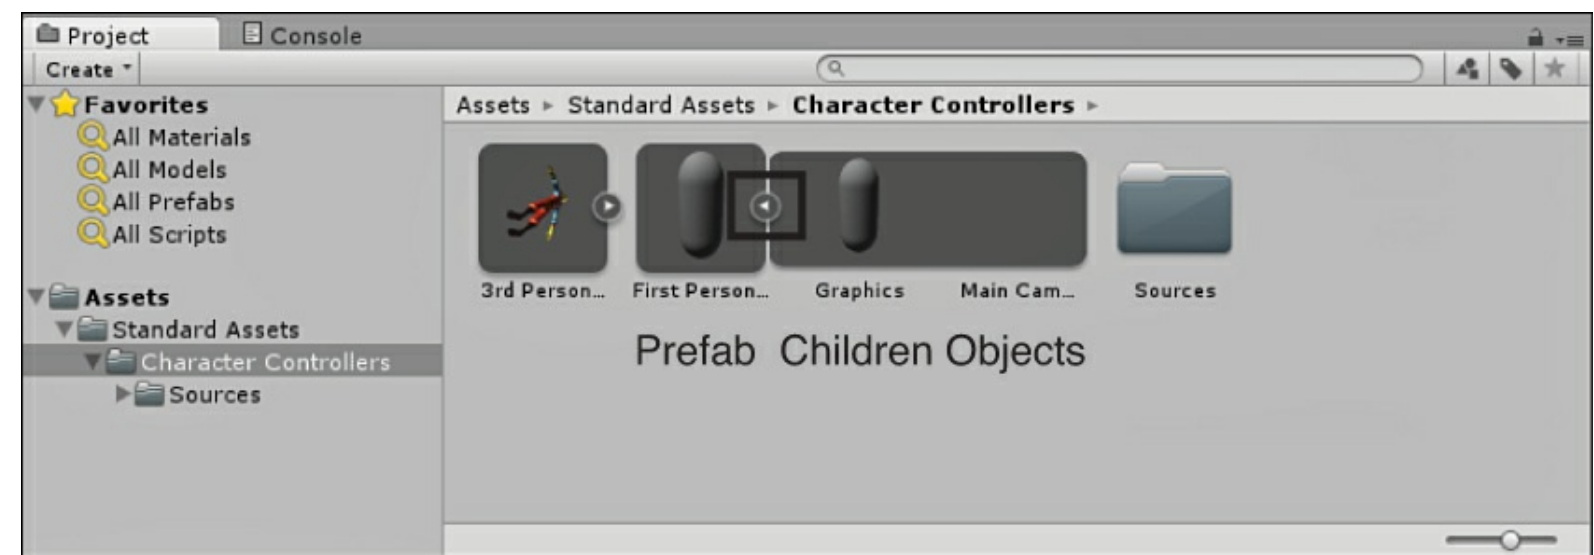 Project
Console
Create
Favorites
All Materials
All Models
All Prefabs
All Scripts
Assets
Standard Assets
Character Controllers
Sources
Assets ▸ Standard Assets ▸ Character Controllers ▸
3rd Person...
First Person...
Graphics
Main Cam...
Sources
Prefab Children Objects